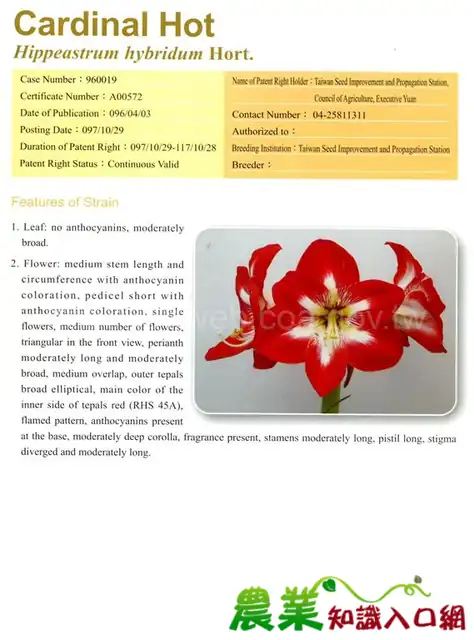 Cardinal Hot
Hippeastrum hybridum Hort.
Case Number：960019
Certificate Number：A00572
Date of Publication：096/04/03
Posting Date：097/10/29
Duration of Patent Right：097/10/29-117/10/28
Patent Right Status：Continuous Valid
Name of Patent Right Holder：Taiwan Seed Improvement and Propagation Station,
Council of Agriculture, Executive Yuan
Contact Number： 04-25811311
Authorized to：
Breeding Institution：Taiwan Seed Improvement and Propagation Station
Breeder：
Features of Strain
1. Leaf: no anthocyanins, moderately
broad.
2. Flower: medium stem length and
circumference with anthocyanin
coloration, pedicel short with
anthocyanin coloration, single
flowers, medium number of flowers,
triangular in the front view, perianth
moderately long and moderately
broad, medium overlap, outer tepals
broad elliptical, main color of the
inner side of tepals red (RHS 45A),
flamed pattern, anthocyanins present
at the base, moderately deep corolla, fragrance present, stamens moderately long, pistil long, stigma
diverged and moderately long.
農業知識入口網